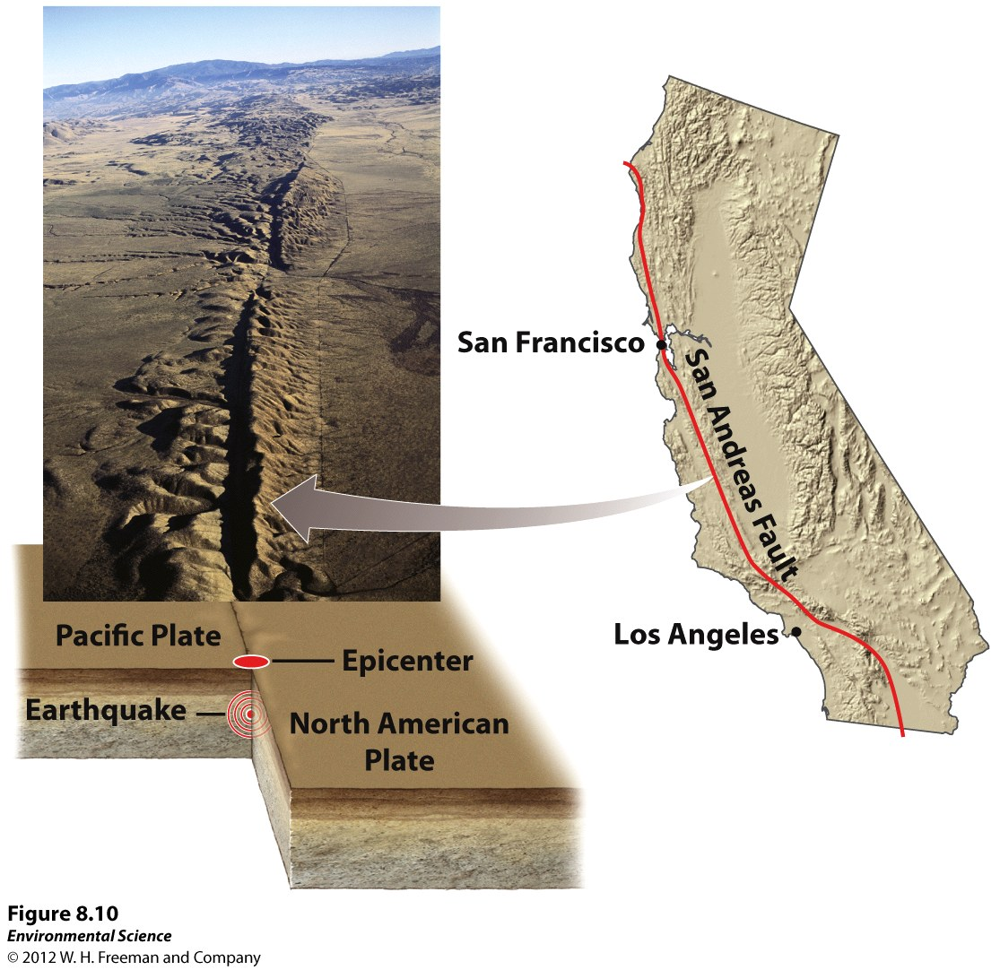 San Francisco
San Andreas Fault
Los Angeles
Pacific Plate
Epicenter
Earthquake
North American
Plate
Figure 8.10
Environmental Science
© 2012 W. H. Freeman and Company